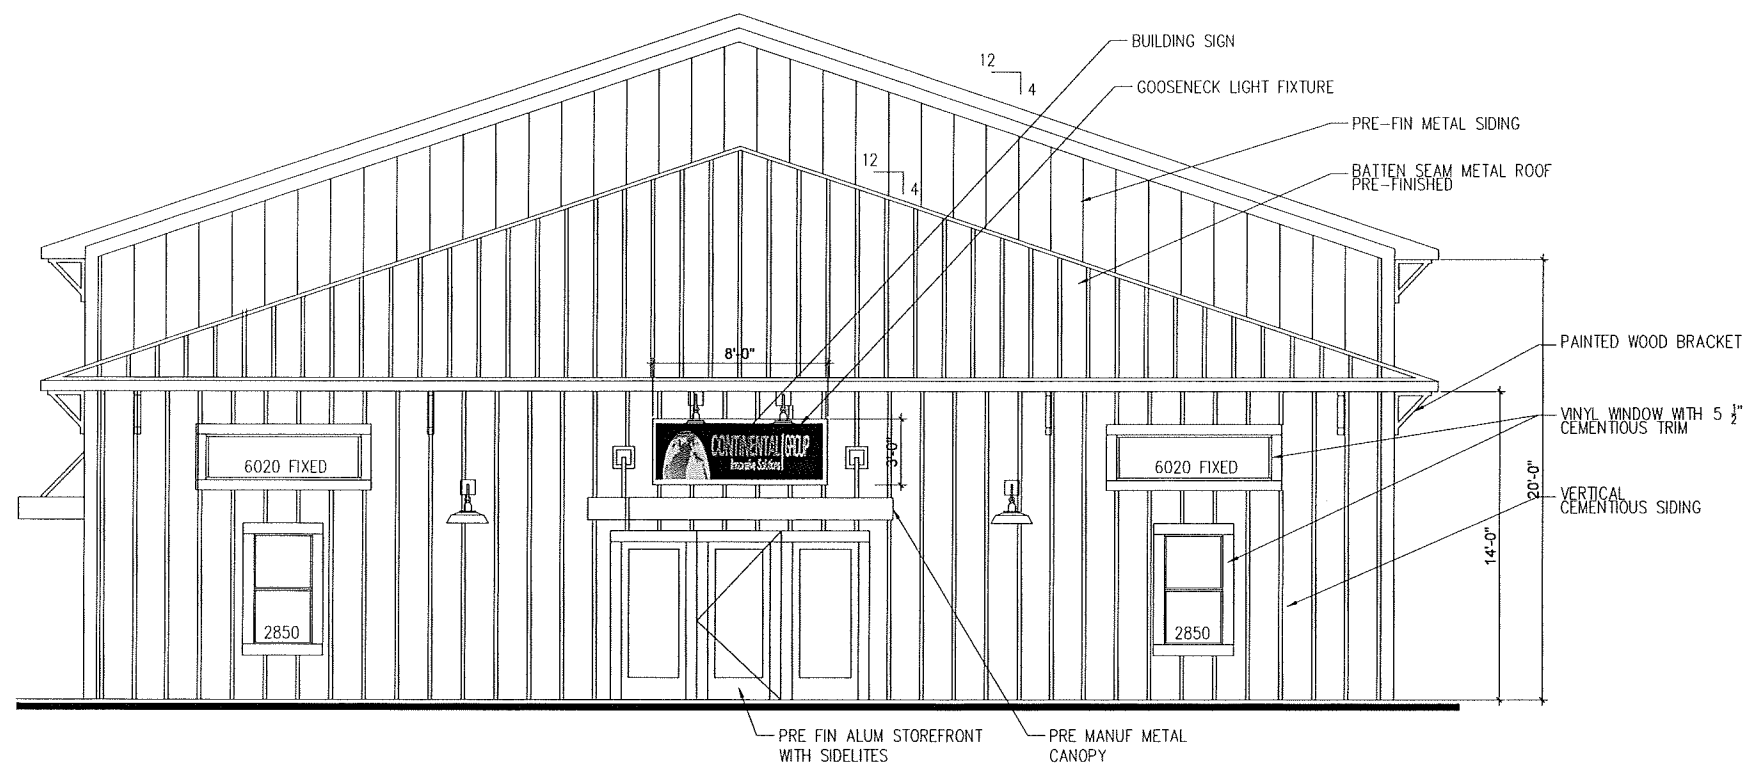 BUILDING SIGN
12
4
GOOSENECK LIGHT FIXTURE
PRE-FIN METAL SIDING
12
4
BATTEN SEAM METAL ROOF
PRE-FINISHED
8'-0"
PAINTED WOOD BRACKET
VINYL WINDOW WITH 5 1/2"
CEMENTIOUS TRIM
CONTINENTAL GROUP
Innovative Solutions
3'-0"
6020 FIXED
6020 FIXED
20'-0"
VERTICAL
CEMENTIOUS SIDING
14'-0"
2850
2850
PRE FIN ALUM STOREFRONT
WITH SIDELITES
PRE MANUF METAL
CANOPY